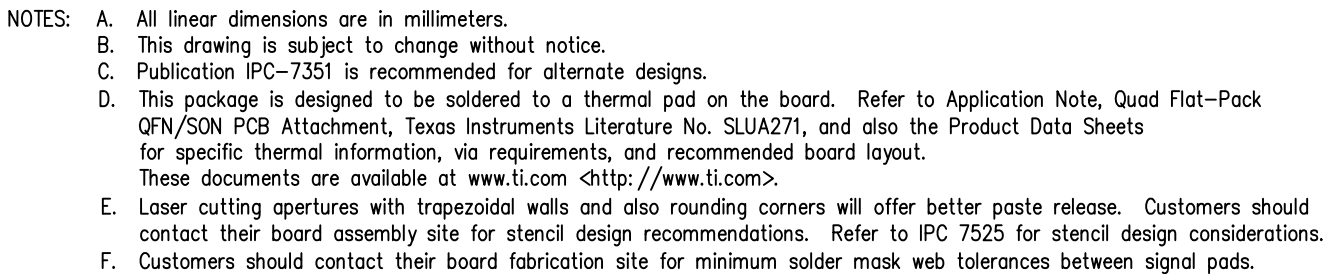 NOTES: A. All linear dimensions are in millimeters.
B. This drawing is subject to change without notice.
C. Publication IPC-7351 is recommended for alternate designs.
D. This package is designed to be soldered to a thermal pad on the board. Refer to Application Note, Quad Flat-Pack
QFN/SON PCB Attachment, Texas Instruments Literature No. SLUA271, and also the Product Data Sheets
for specific thermal information, via requirements, and recommended board layout.
These documents are available at www.ti.com <http://www.ti.com>.
E. Laser cutting apertures with trapezoidal walls and also rounding corners will offer better paste release. Customers should
contact their board assembly site for stencil design recommendations. Refer to IPC 7525 for stencil design considerations.
F. Customers should contact their board fabrication site for minimum solder mask web tolerances between signal pads.